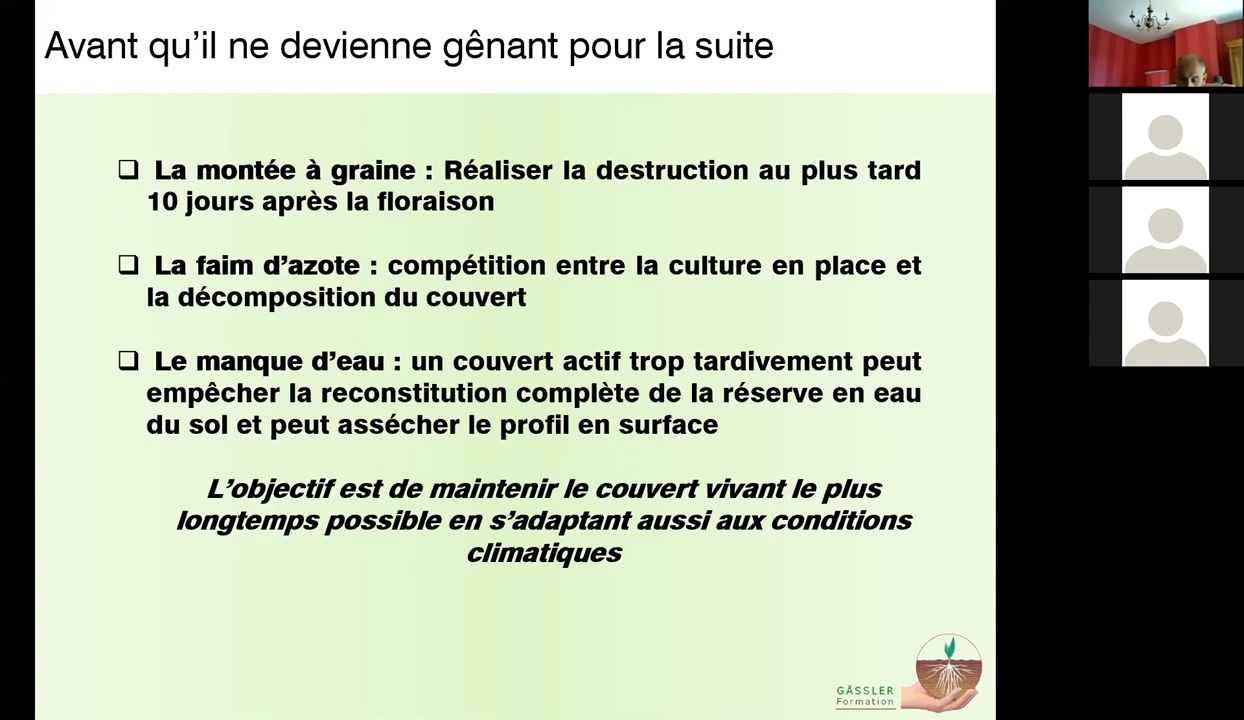 Avant qu’il ne devienne gênant pour la suite
❑ La montée à graine : Réaliser la destruction au plus tard
10 jours après la floraison
❑ La faim d’azote : compétition entre la culture en place et
la décomposition du couvert
❑ Le manque d’eau : un couvert actif trop tardivement peut
empêcher la reconstitution complète de la réserve en eau
du sol et peut assécher le profil en surface
L’objectif est de maintenir le couvert vivant le plus
longtemps possible en s’adaptant aussi aux conditions
climatiques
GÄSSLER
Formation